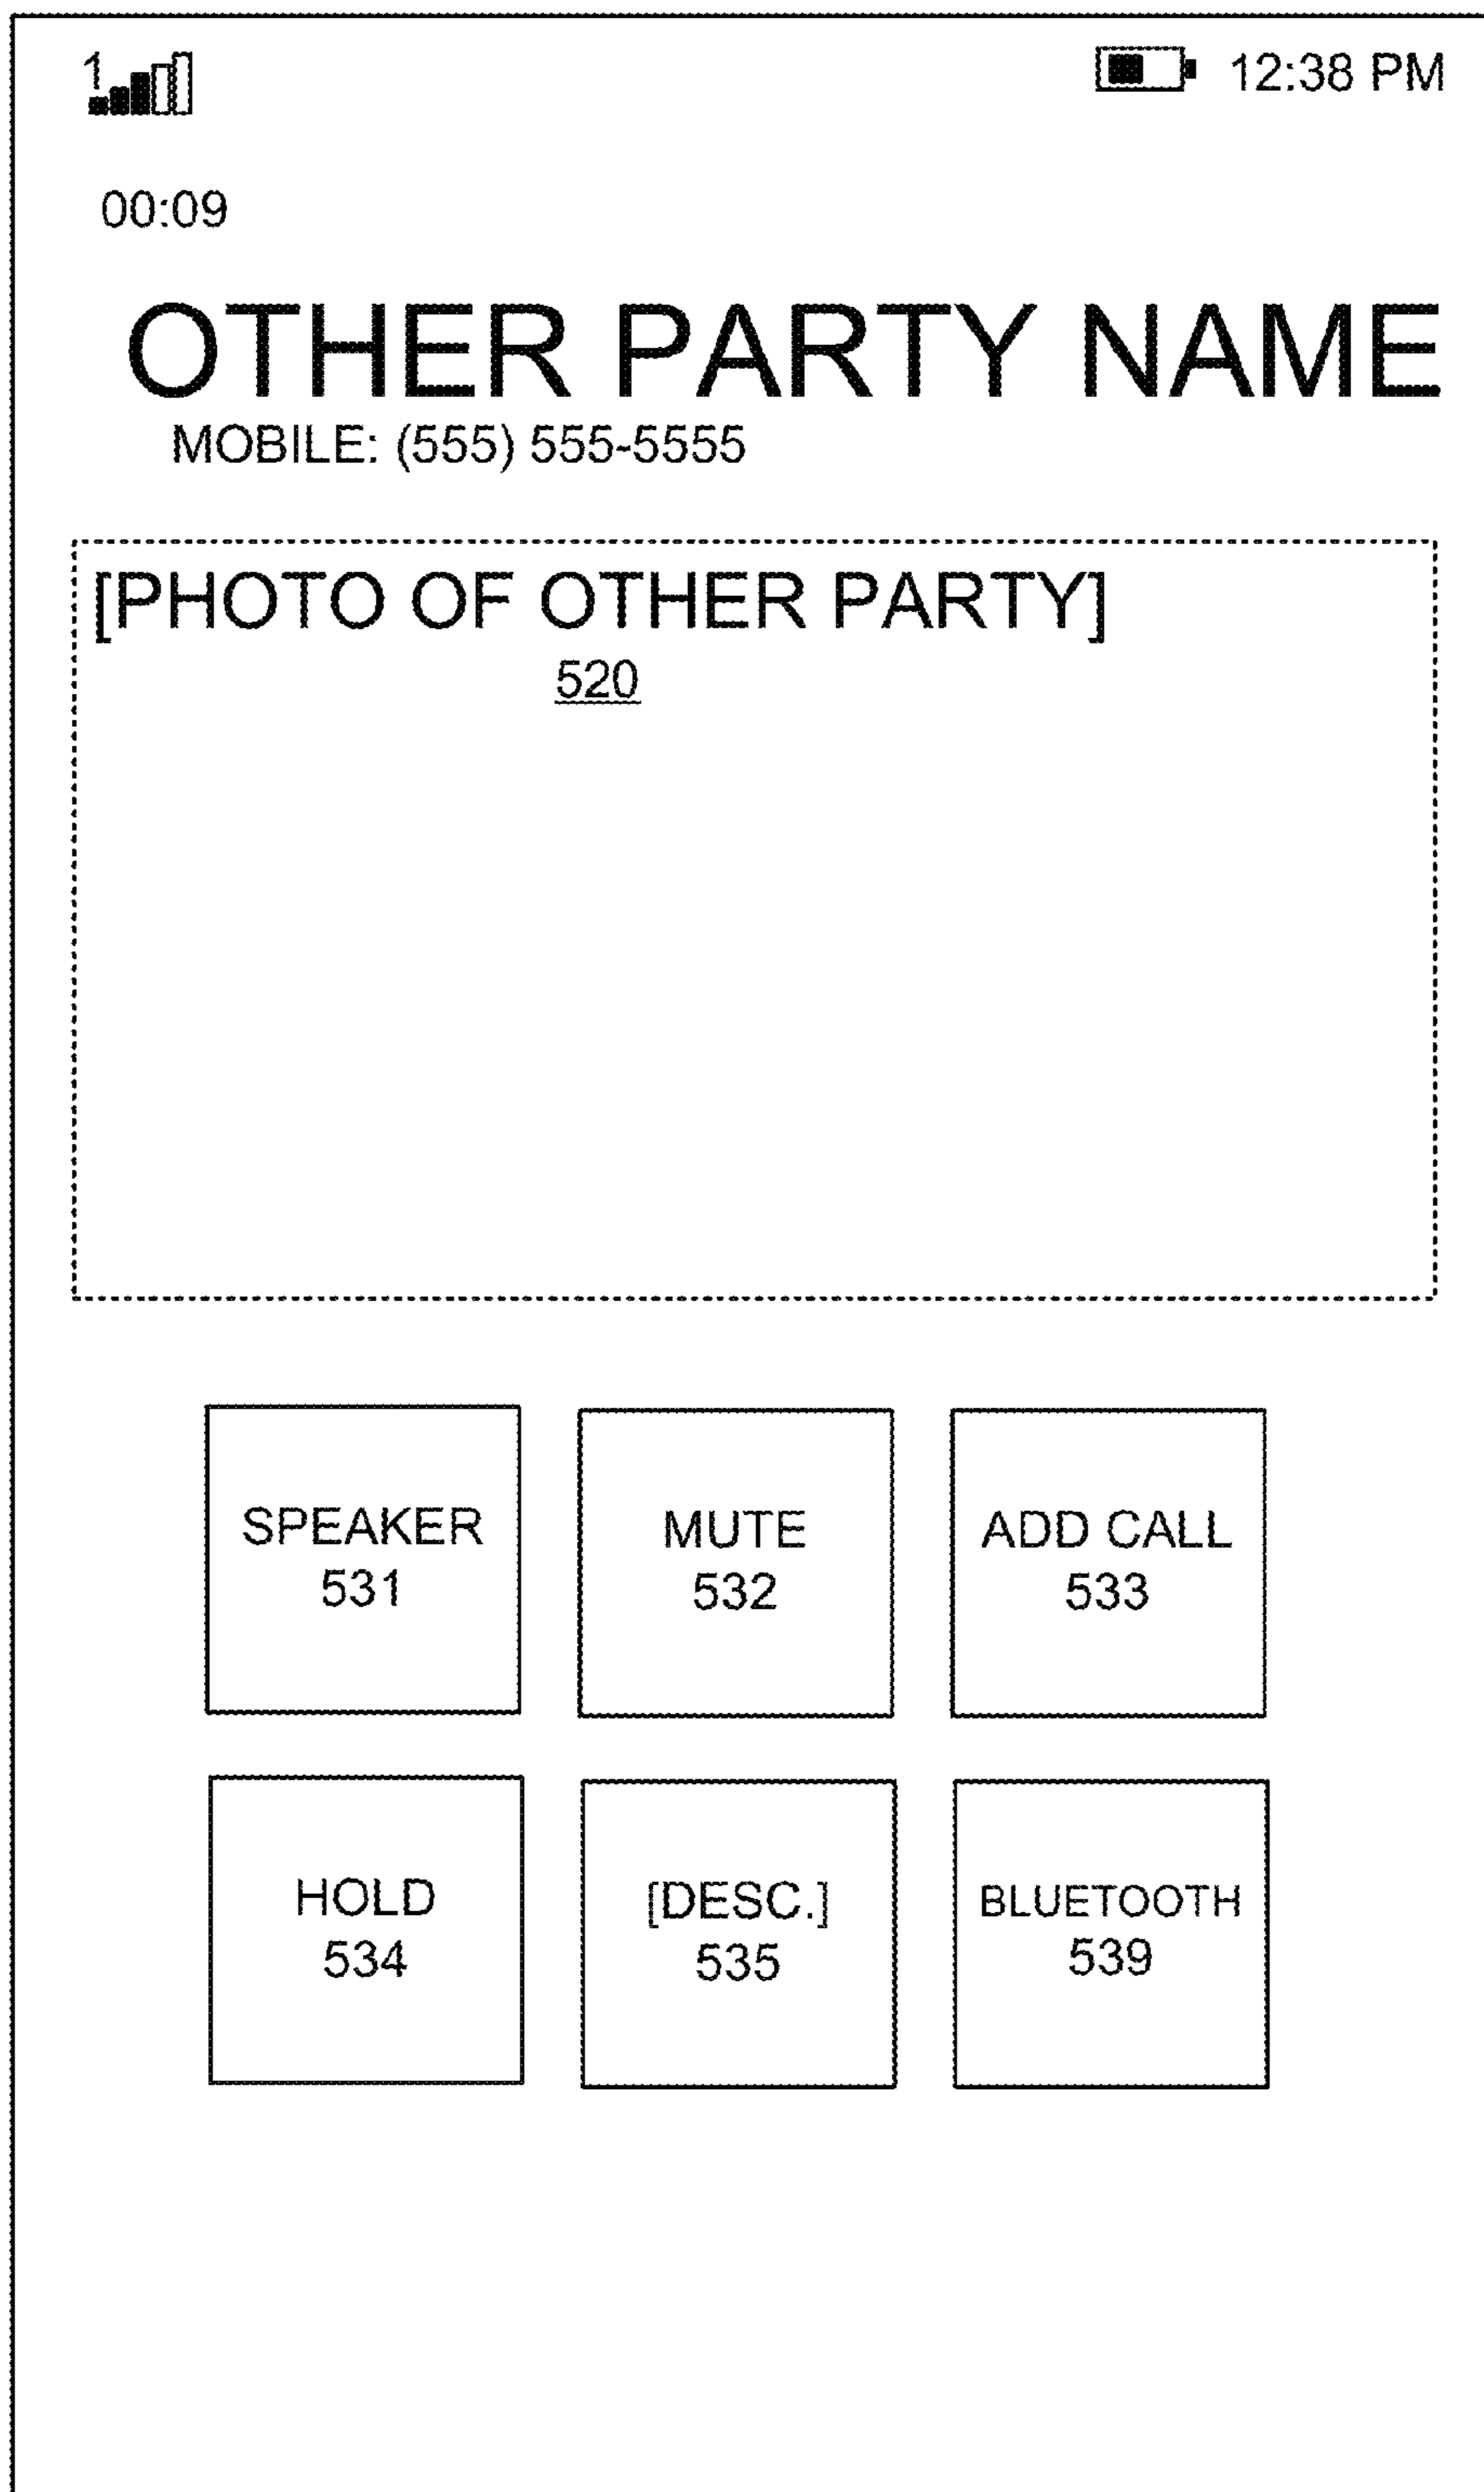 1 12:38 PM
00:09
OTHER PARTY NAME
MOBILE: (555) 555-5555
[PHOTO OF OTHER PARTY]
520
SPEAKER
531
MUTE
532
ADD CALL
533
HOLD
534
[DESC.]
535
BLUETOOTH
539